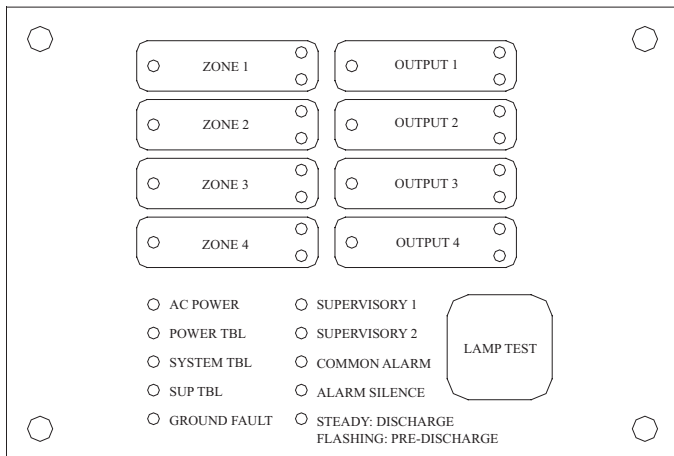 ZONE 1
OUTPUT 1
ZONE 2
OUTPUT 2
ZONE 3
OUTPUT 3
ZONE 4
OUTPUT 4
AC POWER
POWER TBL
SYSTEM TBL
SUP TBL
GROUND FAULT
SUPERVISORY 1
SUPERVISORY 2
COMMON ALARM
ALARM SILENCE
STEADY: DISCHARGE
FLASHING: PRE-DISCHARGE
LAMP TEST